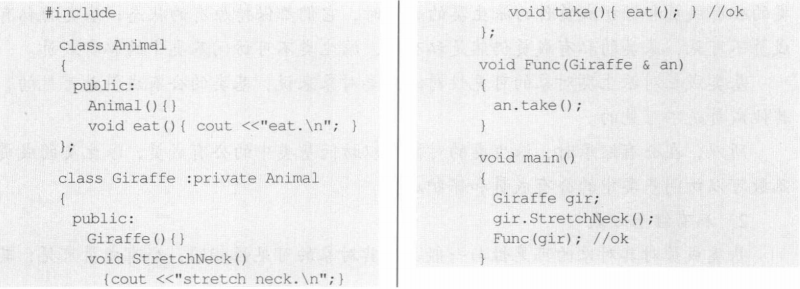 #include
class Animal
{
public:
Animal(){}
void eat(){ cout <<"eat.\n"; }
};
class Giraffe :private Animal
{
public:
Giraffe(){}
void StretchNeck()
{cout <<"stretch neck.\n";}
void take(){ eat(); } //ok
};
void Func(Giraffe & an)
{
an.take();
}
void main()
{
Giraffe gir;
gir.StretchNeck();
Func(gir); //ok
}